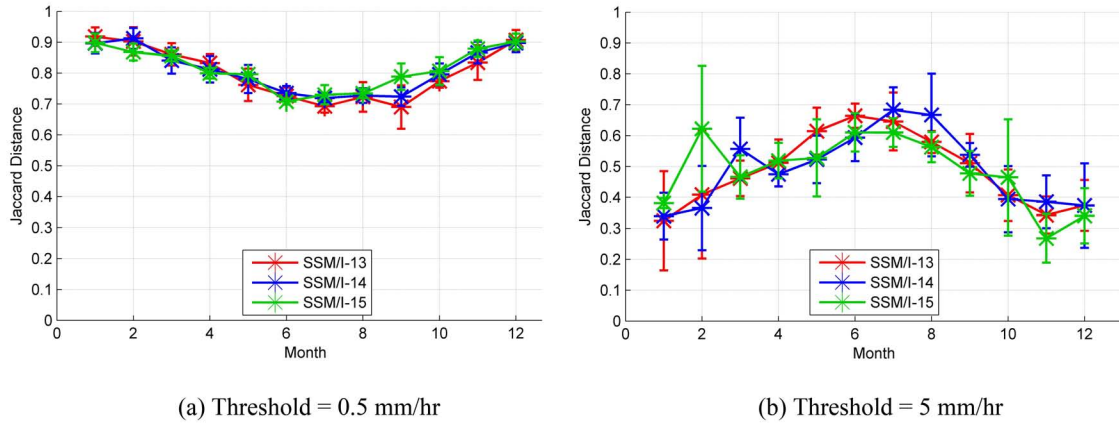 1
0.9
0.8
0.7
0.6
0.5
0.4
0.3
0.2
0.1
0
Jaccard Distance
0 2 4 6 8 10 12
Month
SSM/I-13
SSM/I-14
SSM/I-15
(a) Threshold = 0.5 mm/hr
1
0.9
0.8
0.7
0.6
0.5
0.4
0.3
0.2
0.1
0
Jaccard Distance
0 2 4 6 8 10 12
Month
SSM/I-13
SSM/I-14
SSM/I-15
(b) Threshold = 5 mm/hr